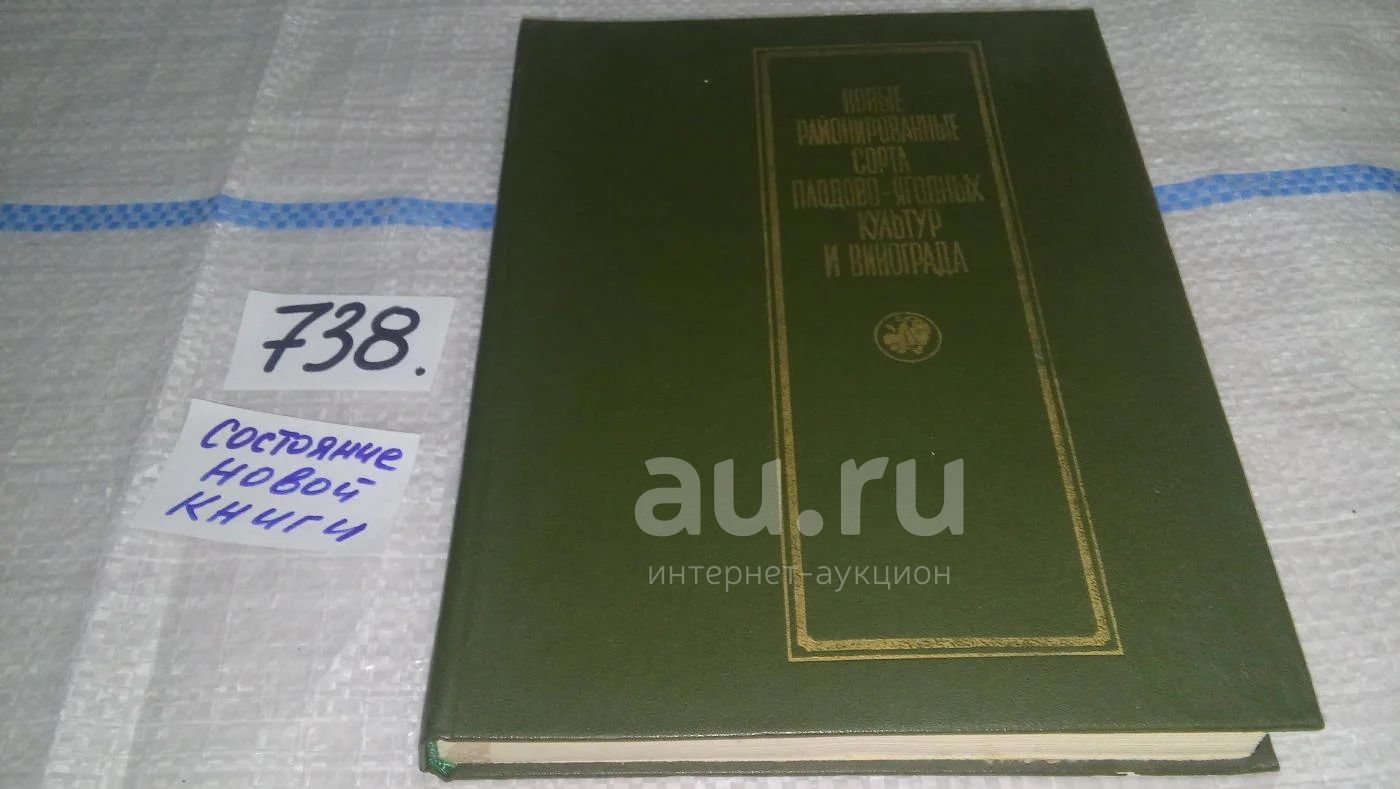 НОВЫЕ
РАЙОНИРОВАННЫЕ
СОРТА
ПЛОДОВО-ЯГОДНЫХ
КУЛЬТУР
И ВИНОГРАДА
738.
СОСТОЯНИЕ
НОВОЙ
КНИГИ
au.ru
интернет-аукцион